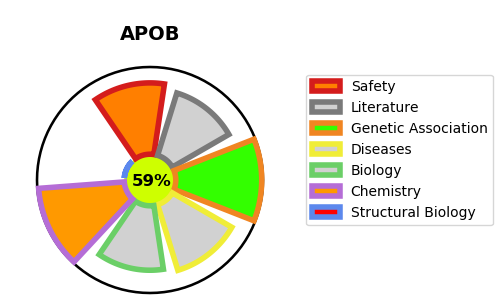 APOB
59%
Safety
Literature
Genetic Association
Diseases
Biology
Chemistry
Structural Biology